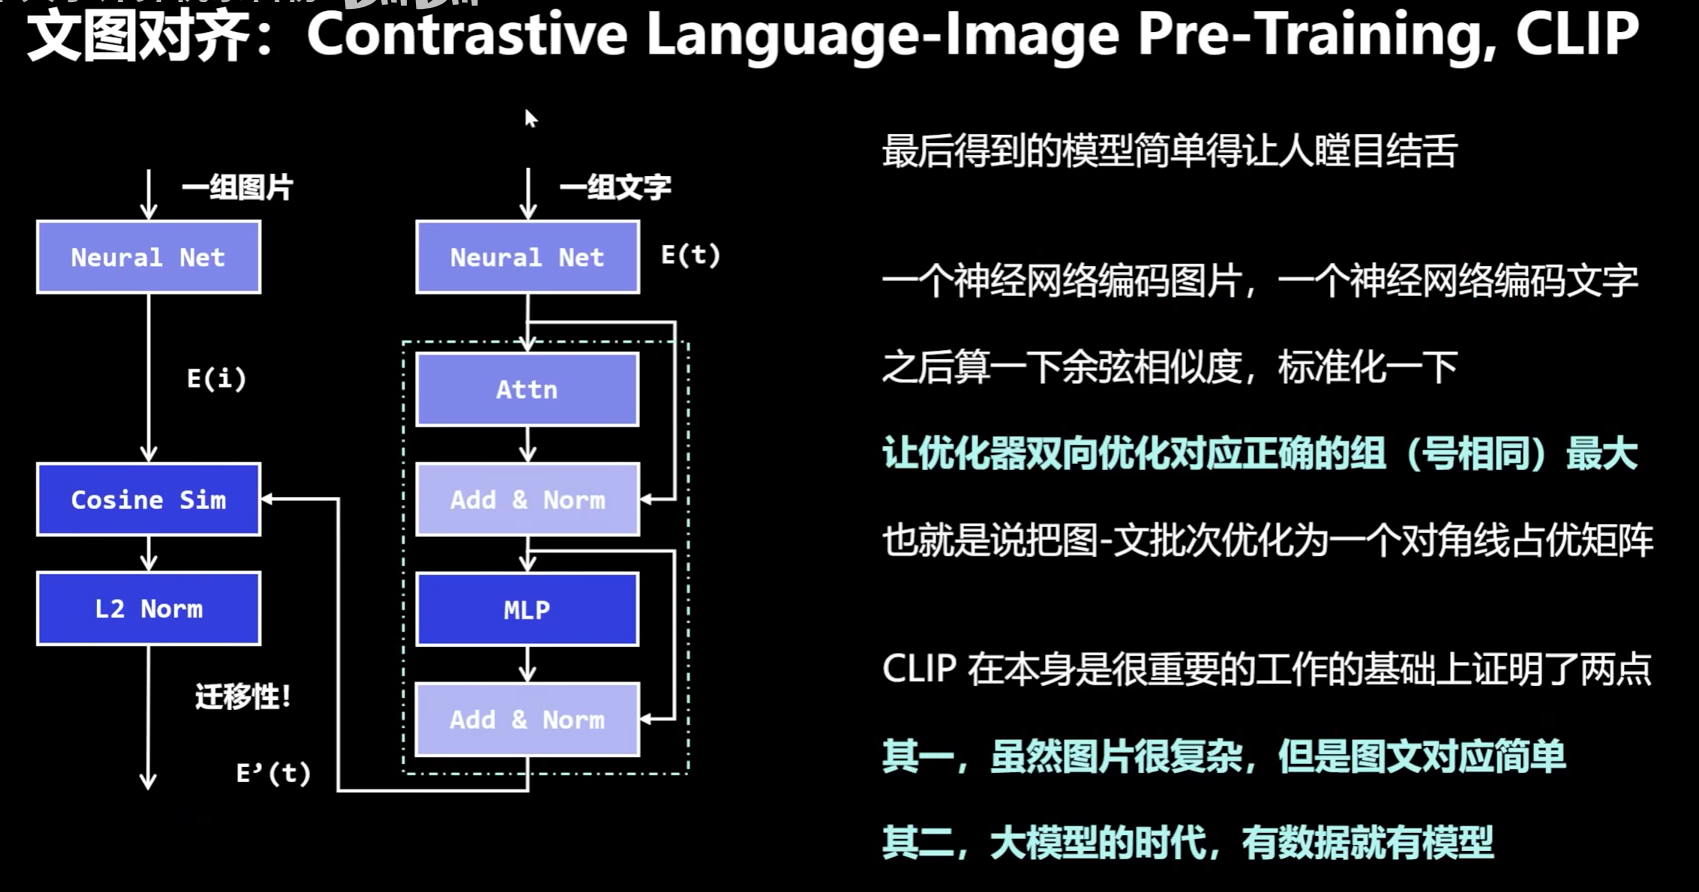 文图对齐：Contrastive Language-Image Pre-Training, CLIP
一组图片
Neural Net
E(i)
Cosine Sim
L2 Norm
迁移性！
E’(t)
一组文字
Neural Net
E(t)
Attn
Add & Norm
MLP
Add & Norm
最后得到的模型简单得让人瞠目结舌
一个神经网络编码图片，一个神经网络编码文字
之后算一下余弦相似度，标准化一下
让优化器双向优化对应正确的组（号相同）最大
也就是说把图-文批次优化为一个对角线占优矩阵
CLIP 在本身是很重要的工作的基础上证明了两点
其一，虽然图片很复杂，但是图文对应简单
其二，大模型的时代，有数据就有模型